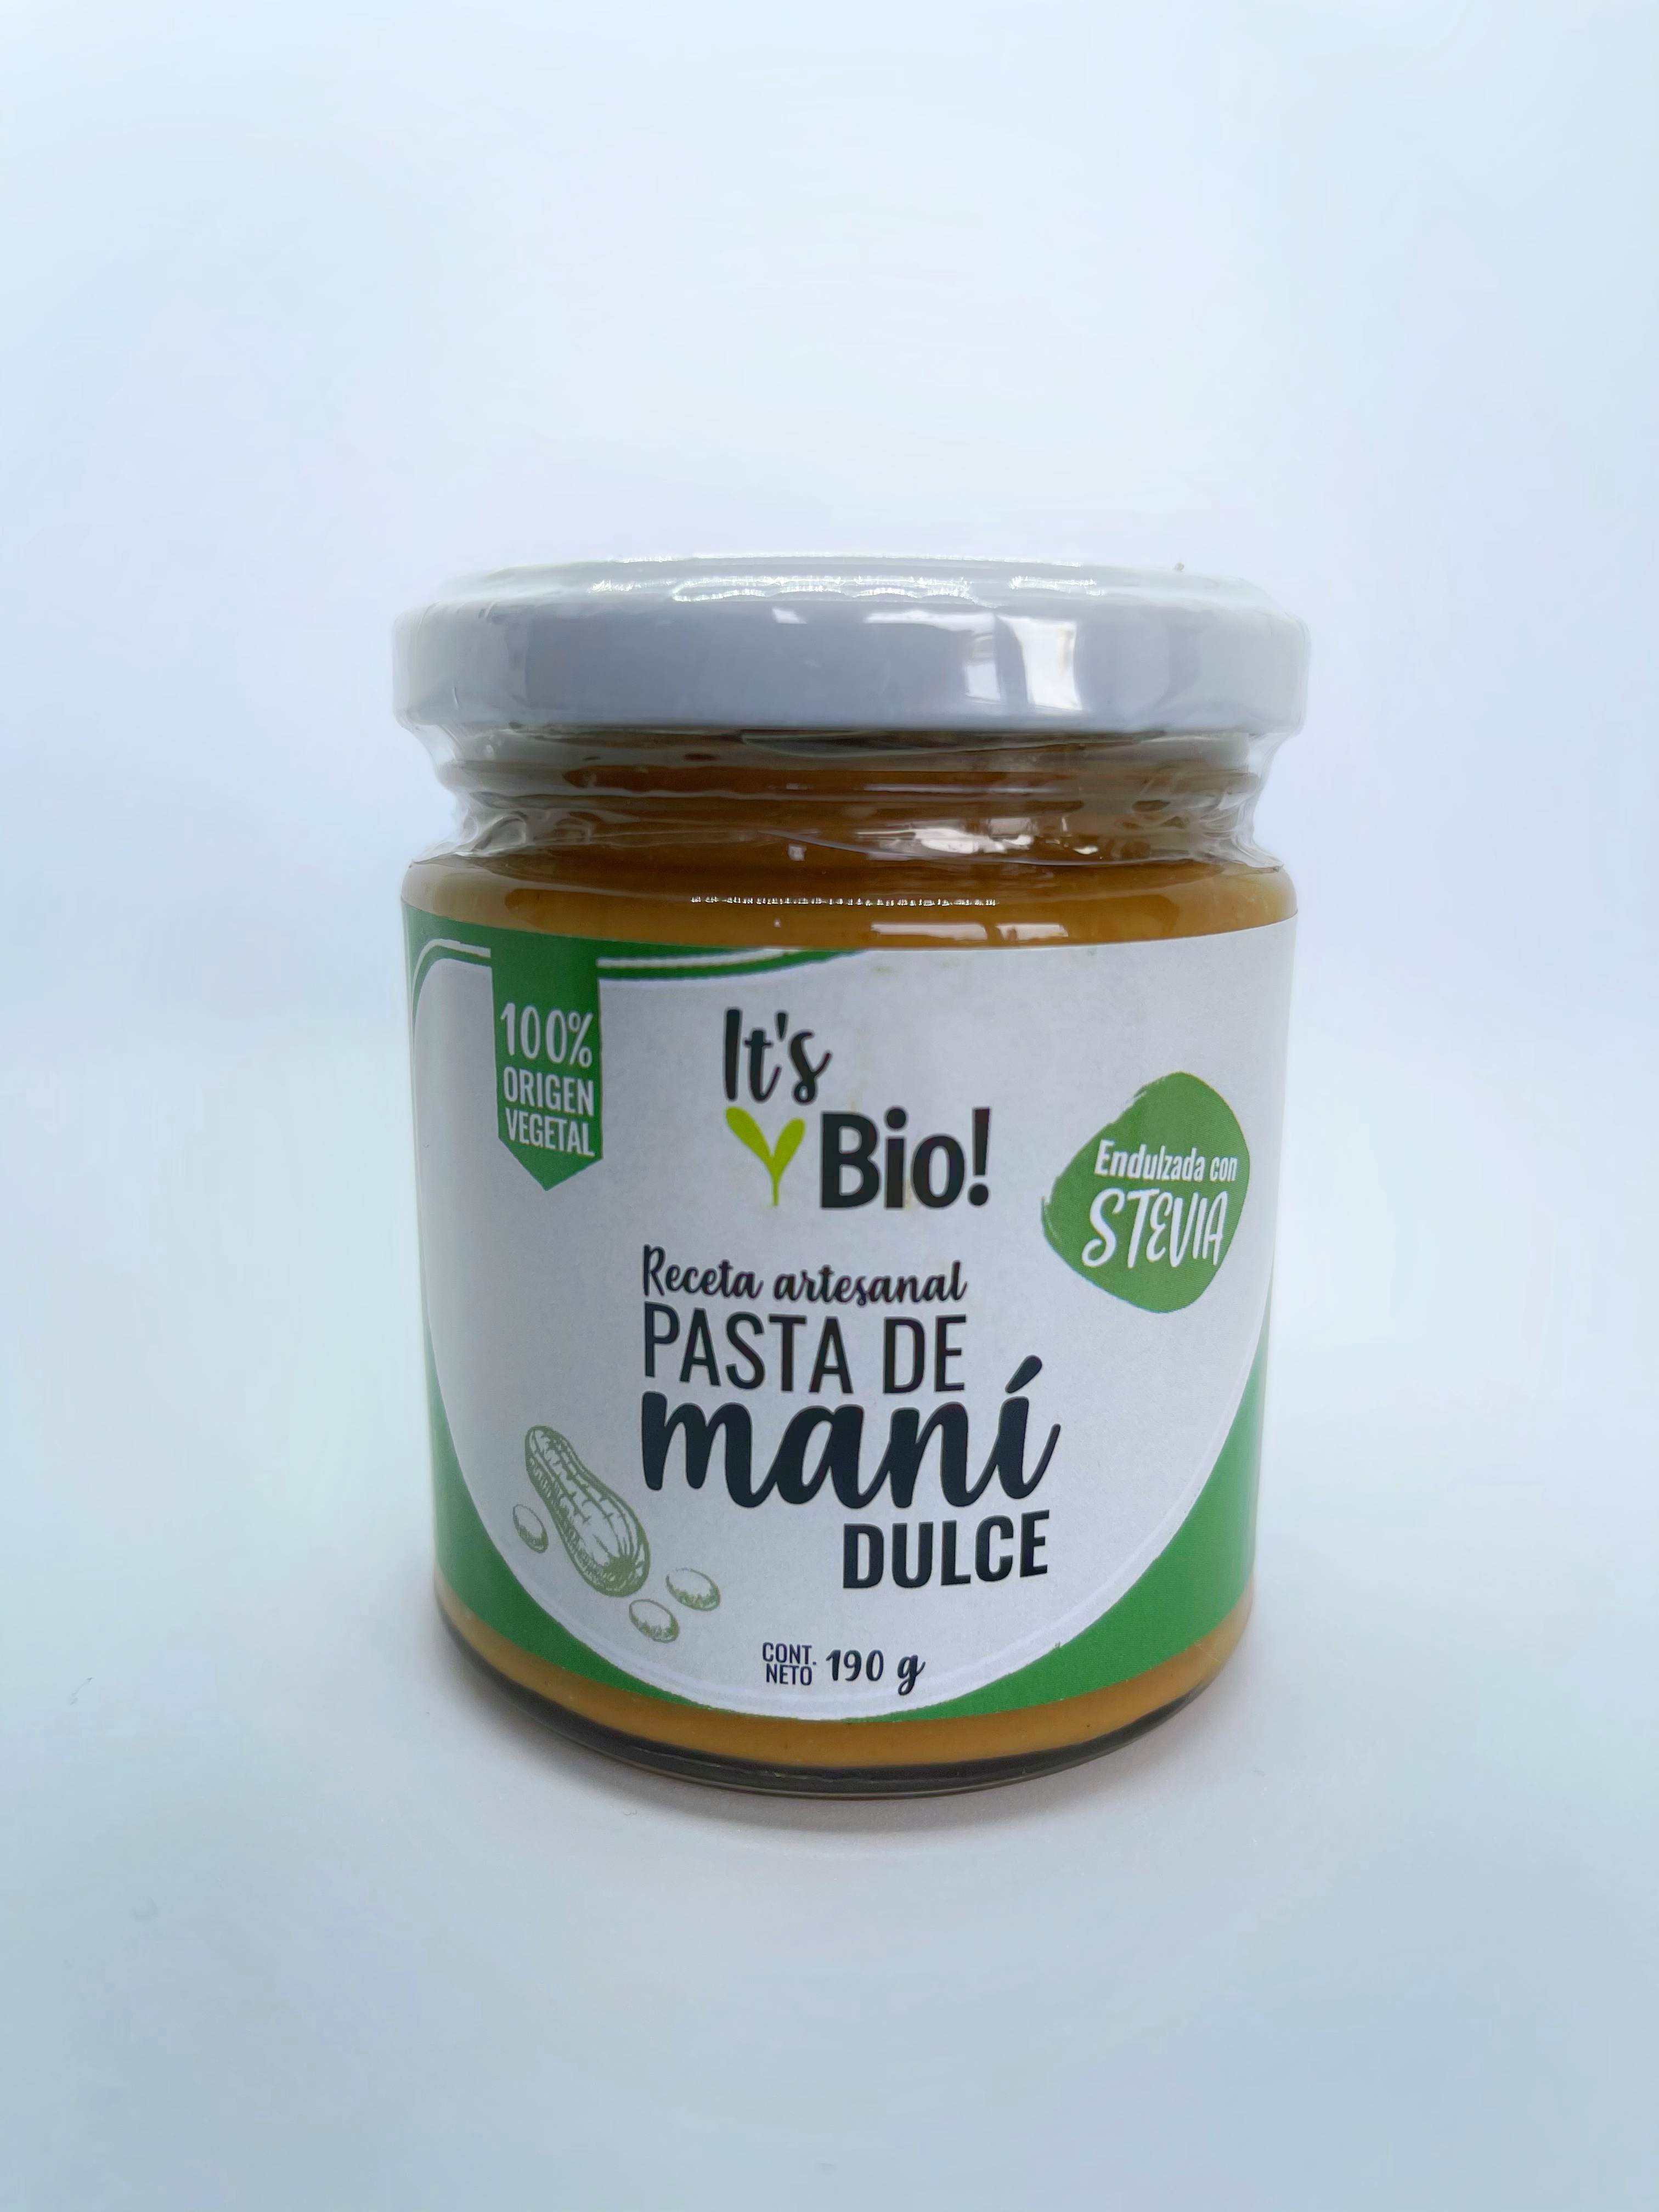 100%
ORIGEN
VEGETAL
It's
Bio!
Endulzada con
STEVIA
Receta artesanal
PASTA DE
maní
DULCE
CONT.
NETO 190 g